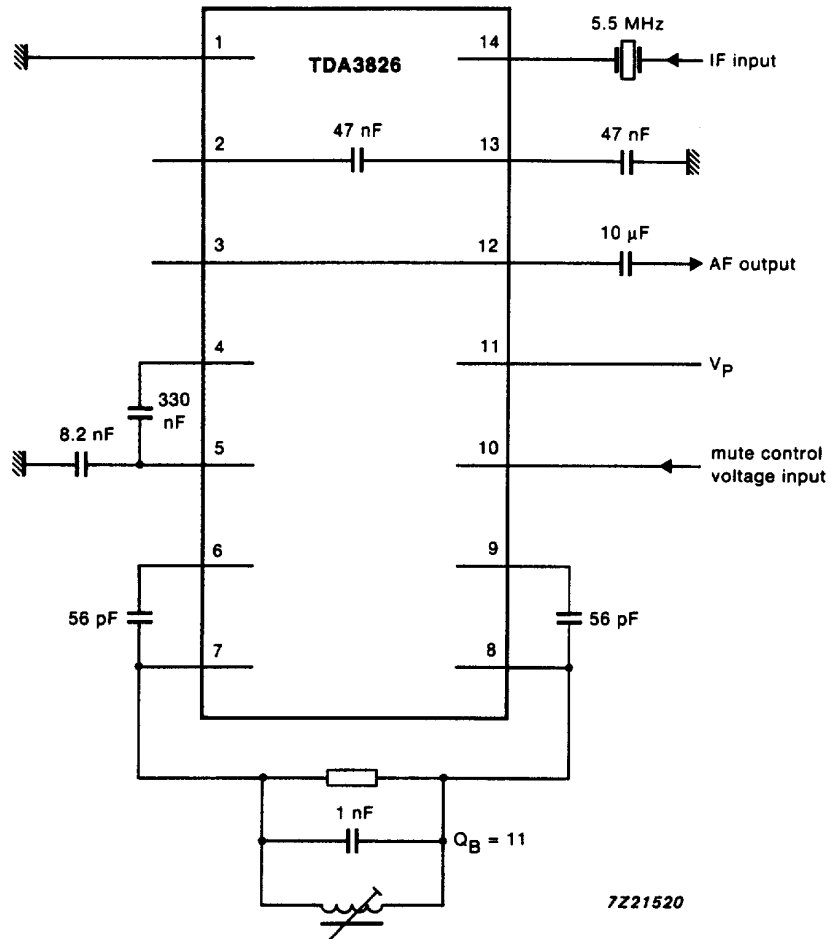 5.5 MHz
1
14
TDA3826
IF input
2
47 nF
13
47 nF
3
12
10 µF
AF output
4
11
VP
330
nF
8.2 nF
5
10
mute control
voltage input
6
9
56 pF
56 pF
7
8
1 nF
QB = 11
7Z21520